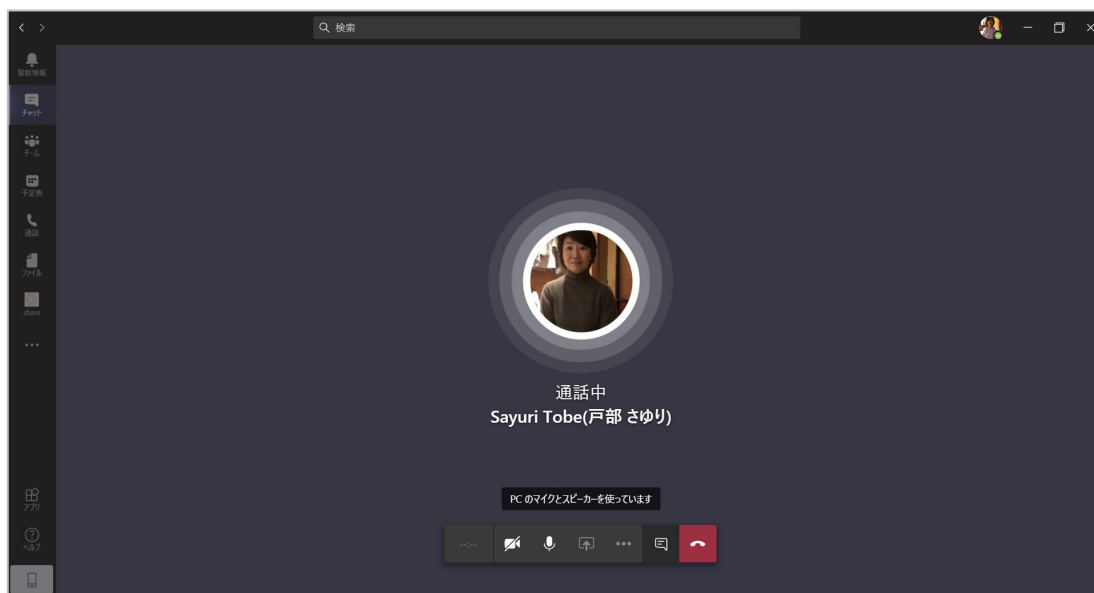 検索
最新情報
チャット
チーム
予定表
通話
ファイル
share
通話中
Sayuri Tobe(戸部 さゆり)
PC のマイクとスピーカーを使っています
--:--
アプリ
ヘルプ